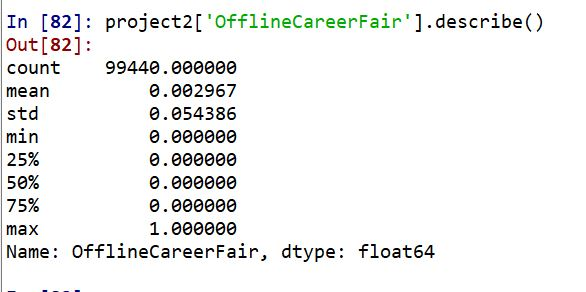 In [82]: project2['OfflineCareerFair'].describe()
Out[82]:
count    99440.000000
mean         0.002967
std          0.054386
min          0.000000
25%          0.000000
50%          0.000000
75%          0.000000
max          1.000000
Name: OfflineCareerFair, dtype: float64